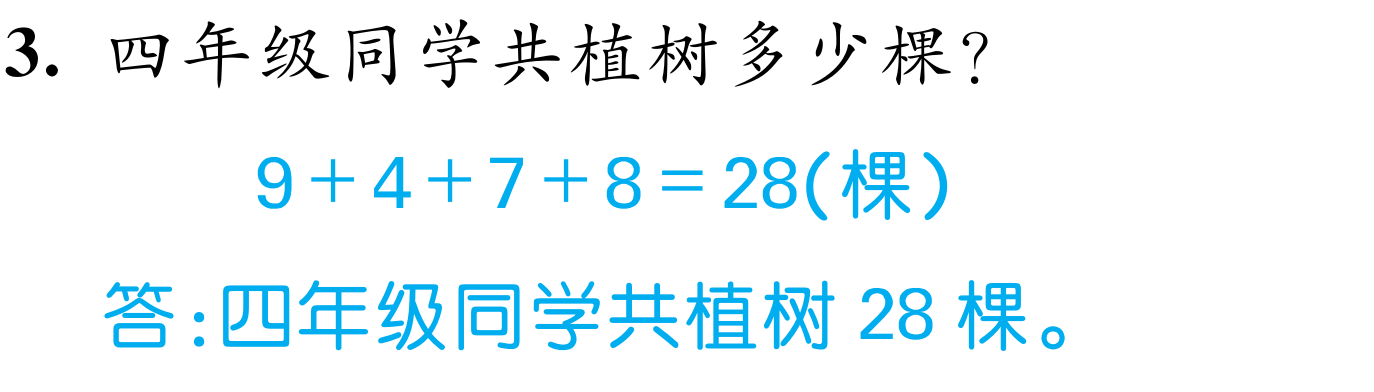 3. 四年级同学共植树多少棵?
9+4+7+8=28(棵)
答:四年级同学共植树 28 棵。